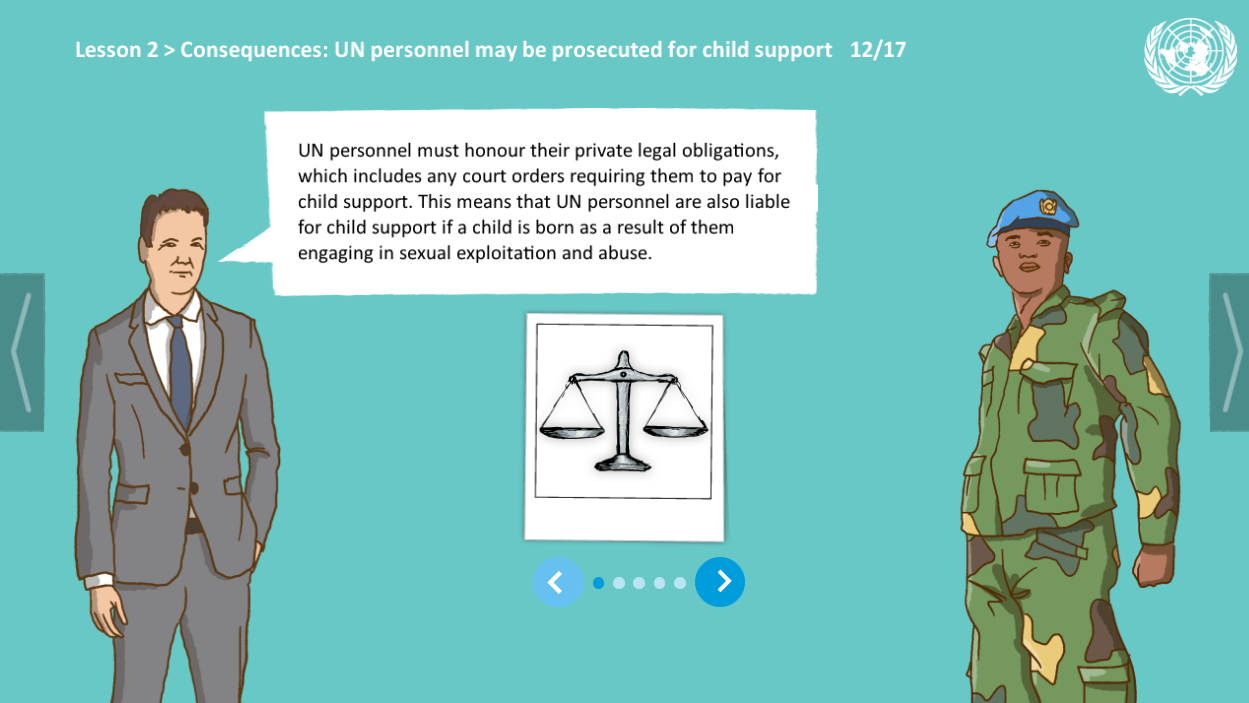 Lesson 2 > Consequences: UN personnel may be prosecuted for child support 12/17
UN personnel must honour their private legal obligations,
which includes any court orders requiring them to pay for
child support. This means that UN personnel are also liable
for child support if a child is born as a result of them
engaging in sexual exploitation and abuse.